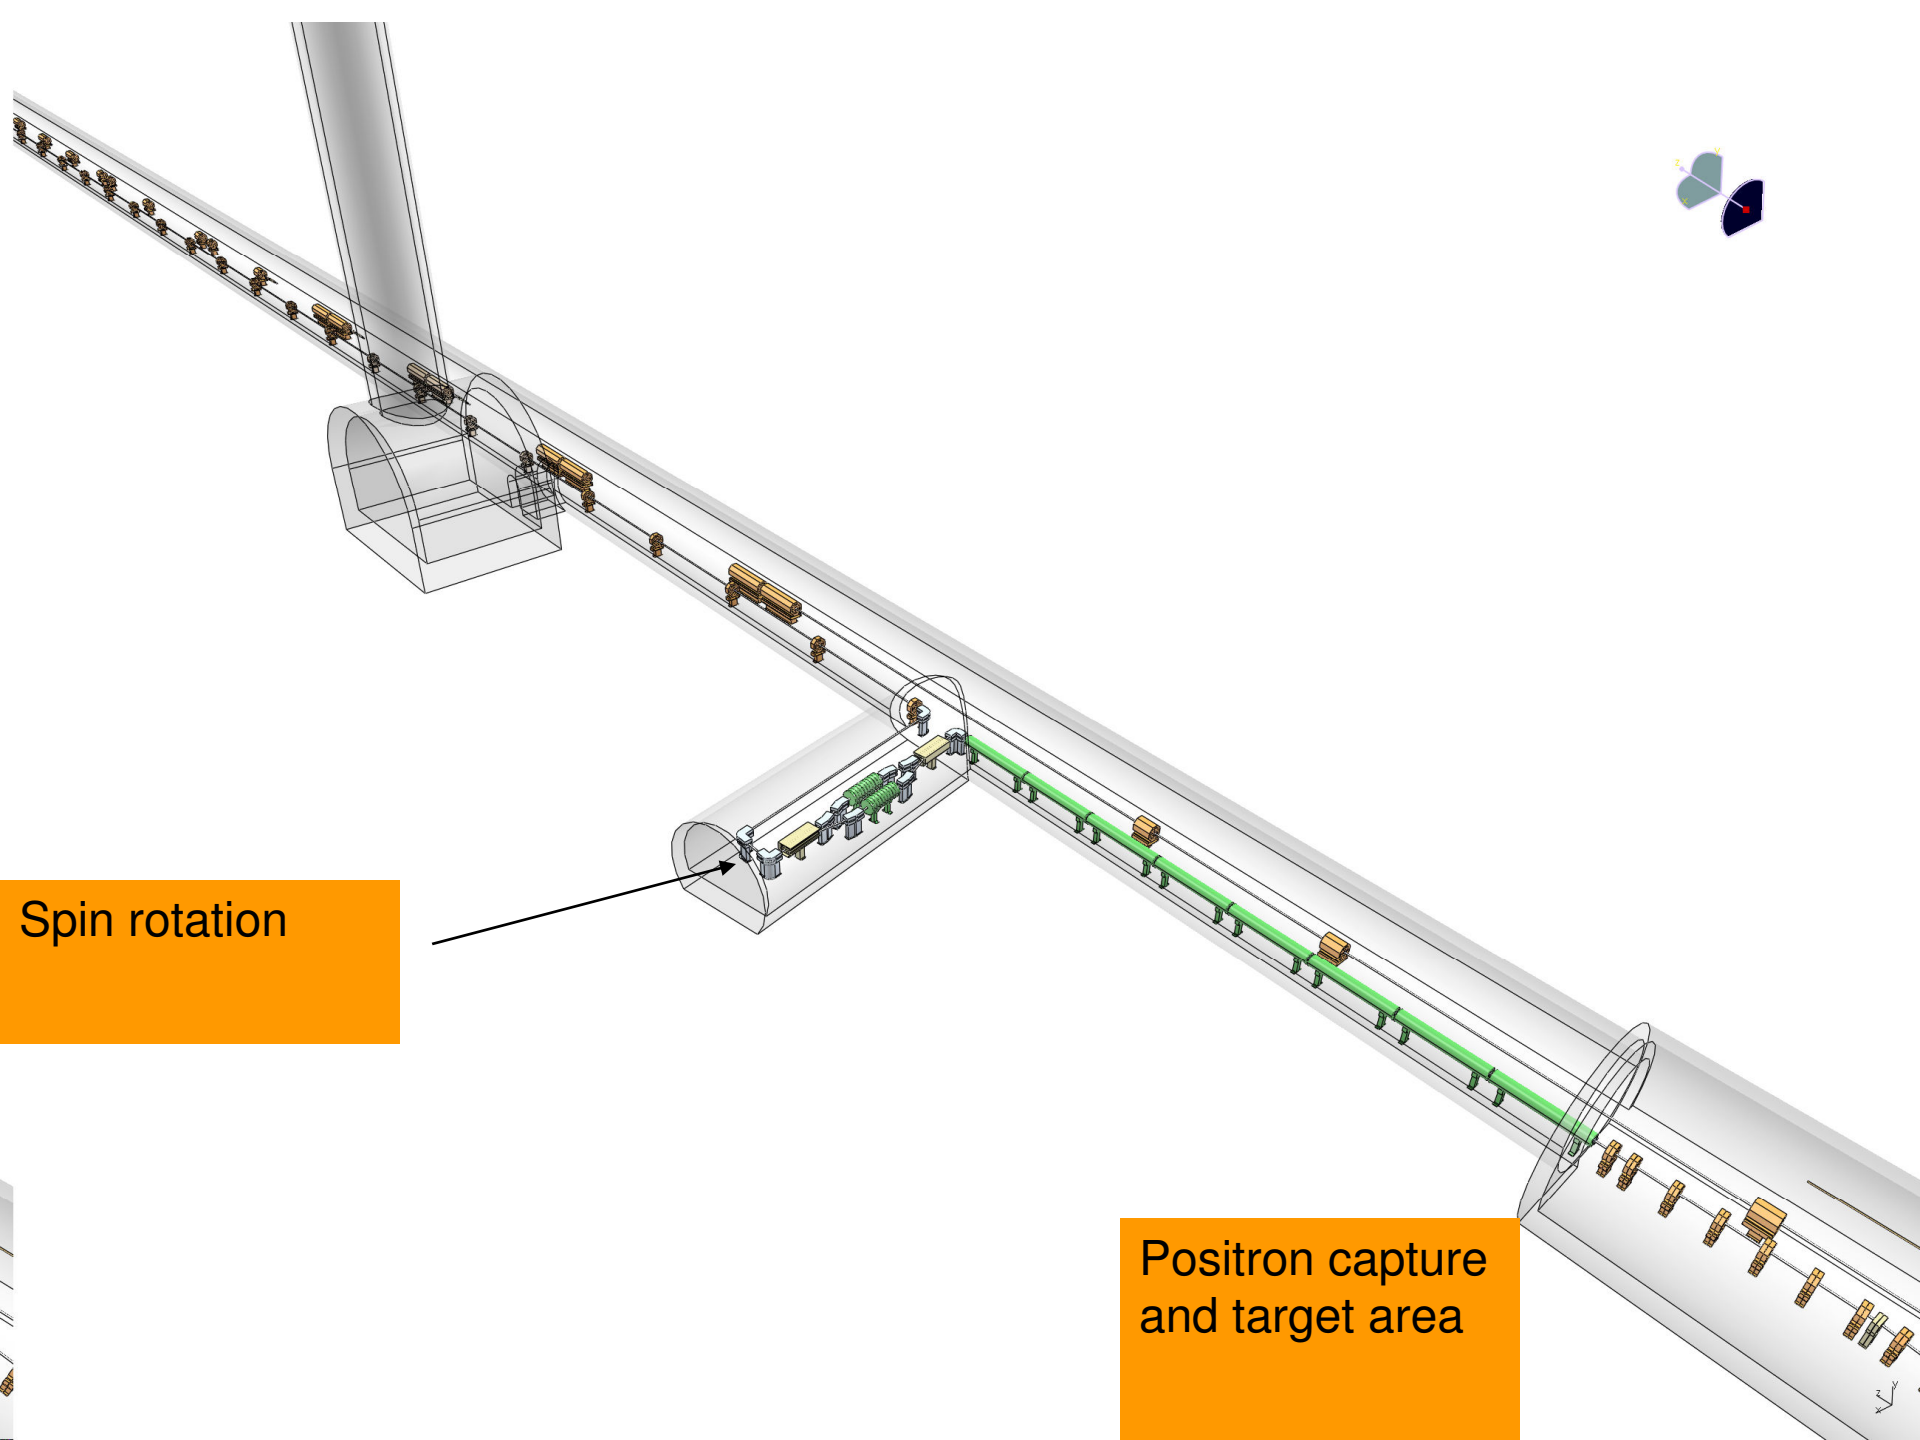 Spin rotation
Positron capture
and target area
z
y
x
z
y
x